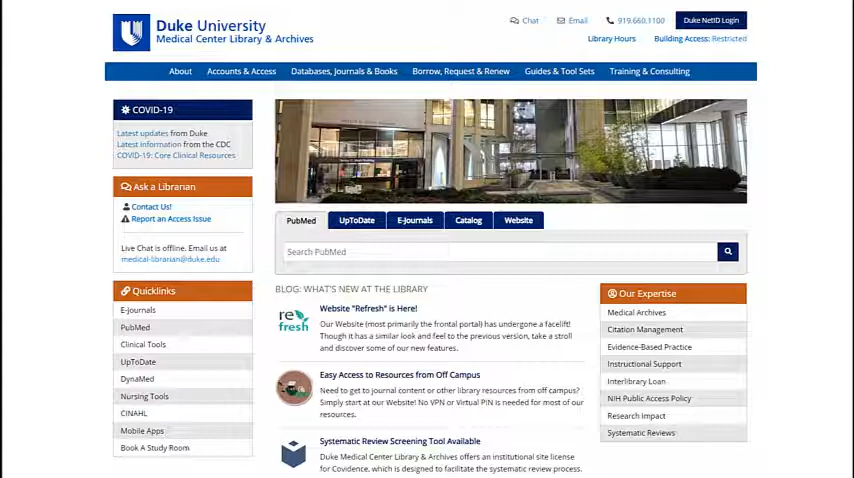 Duke University
Medical Center Library & Archives
Chat
Email
919.660.1100
Duke NetID Login
Library Hours
Building Access: Restricted
About
Accounts & Access
Databases, Journals & Books
Borrow, Request & Renew
Guides & Tool Sets
Training & Consulting
COVID-19
Latest updates from Duke
Latest information from the CDC
COVID-19: Core Clinical Resources
Ask a Librarian
Contact Us!
Report an Access Issue
Live Chat is offline. Email us at
medical-librarian@duke.edu
Quicklinks
E-Journals
PubMed
Clinical Tools
UpToDate
DynaMed
Nursing Tools
CINAHL
Mobile Apps
Book A Study Room
PubMed
UpToDate
E-Journals
Catalog
Website
Search PubMed
BLOG: WHAT'S NEW AT THE LIBRARY
re
fresh
Website "Refresh" is Here!
Our Website (most primarily the frontal portal) has undergone a facelift!
Though it has a similar look and feel to the previous version, take a stroll
and discover some of our new features.
Easy Access to Resources from Off Campus
Need to get to journal content or other library resources from off campus?
Simply start at our Website! No VPN or Virtual PIN is needed for most of our
resources.
Systematic Review Screening Tool Available
Duke Medical Center Library & Archives offers an institutional site license
for Covidence, which is designed to facilitate the systematic review process.
Our Expertise
Medical Archives
Citation Management
Evidence-Based Practice
Instructional Support
Interlibrary Loan
NIH Public Access Policy
Research Impact
Systematic Reviews